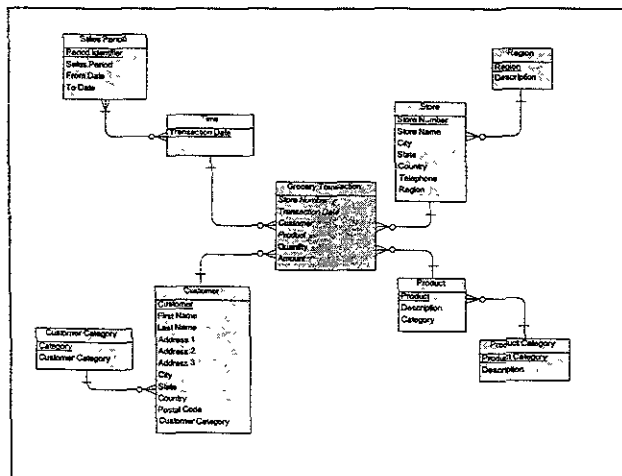 Sales Period
Period Identifier
Sales Period
From Date
To Date
Region
Region
Description
Time
Transaction Date
Store
Store Number
Store Name
City
State
Country
Telephone
Region
Grocery Transaction
Store Number
Transaction Date
Customer
Product
Quantity
Amount
Customer
Customer
First Name
Last Name
Address 1
Address 2
Address 3
City
State
Country
Postal Code
Customer Category
Customer Category
Category
Customer Category
Product
Product
Description
Category
Product Category
Product Category
Description